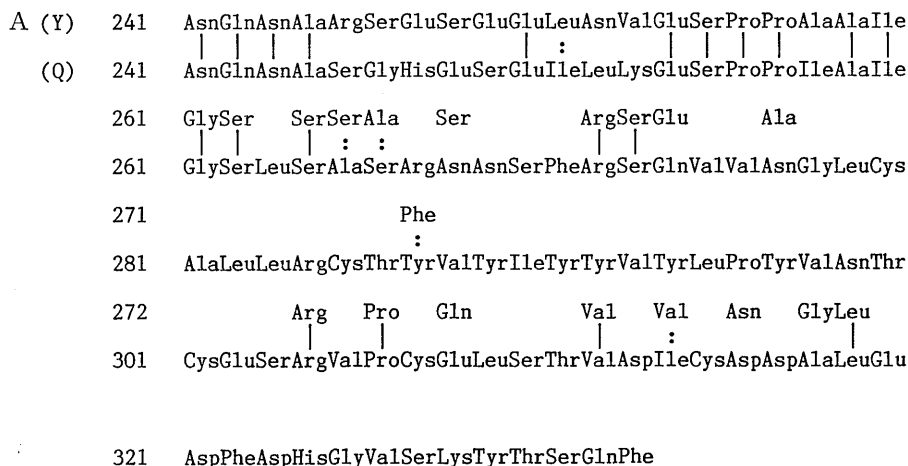 A (Y) 241 AsnGlnAsnAlaArgSerGluSerGluGluLeuAsnValGluSerProProAlaAlaIle
(Q) 241 AsnGlnAsnAlaSerGlyHisGluSerGluIleLeuLysGluSerProProIleAlaIle
261 GlySer SerSerAla Ser ArgSerGlu Ala
261 GlySerLeuSerAlaSerArgAsnAsnSerPheArgSerGlnValValAsnGlyLeuCys
271 Phe
281 AlaLeuLeuArgCysThrTyrValTyrIleTyrTyrValTyrLeuProTyrValAsnThr
272 Arg Pro Gln Val Val Asn GlyLeu
301 CysGluSerArgValProCysGluLeuSerThrValAspIleCysAspAspAlaLeuGlu
321 AspPheAspHisGlyValSerLysTyrThrSerGlnPhe